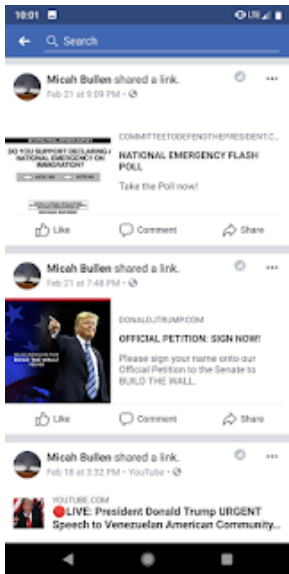 10:01
LTE
Search
Micah Bullen shared a link.
Feb 21 at 9:09 PM
COMMITTEETODEFENDTHEPRESIDENT.C...
DO YOU SUPPORT DECLARING A
NATIONAL EMERGENCY ON
IMMIGRATION?
NATIONAL EMERGENCY FLASH
POLL
Take the Poll now!
Like Comment Share
Micah Bullen shared a link.
Feb 21 at 7:48 PM
DONALDJTRUMP.COM
OFFICIAL PETITION: SIGN NOW!
Please sign your name onto our
Official Petition to the Senate to
BUILD THE WALL.
Like Comment Share
Micah Bullen shared a link.
Feb 18 at 3:32 PM · YouTube
YOUTUBE.COM
LIVE: President Donald Trump URGENT
Speech to Venezuelan American Community...